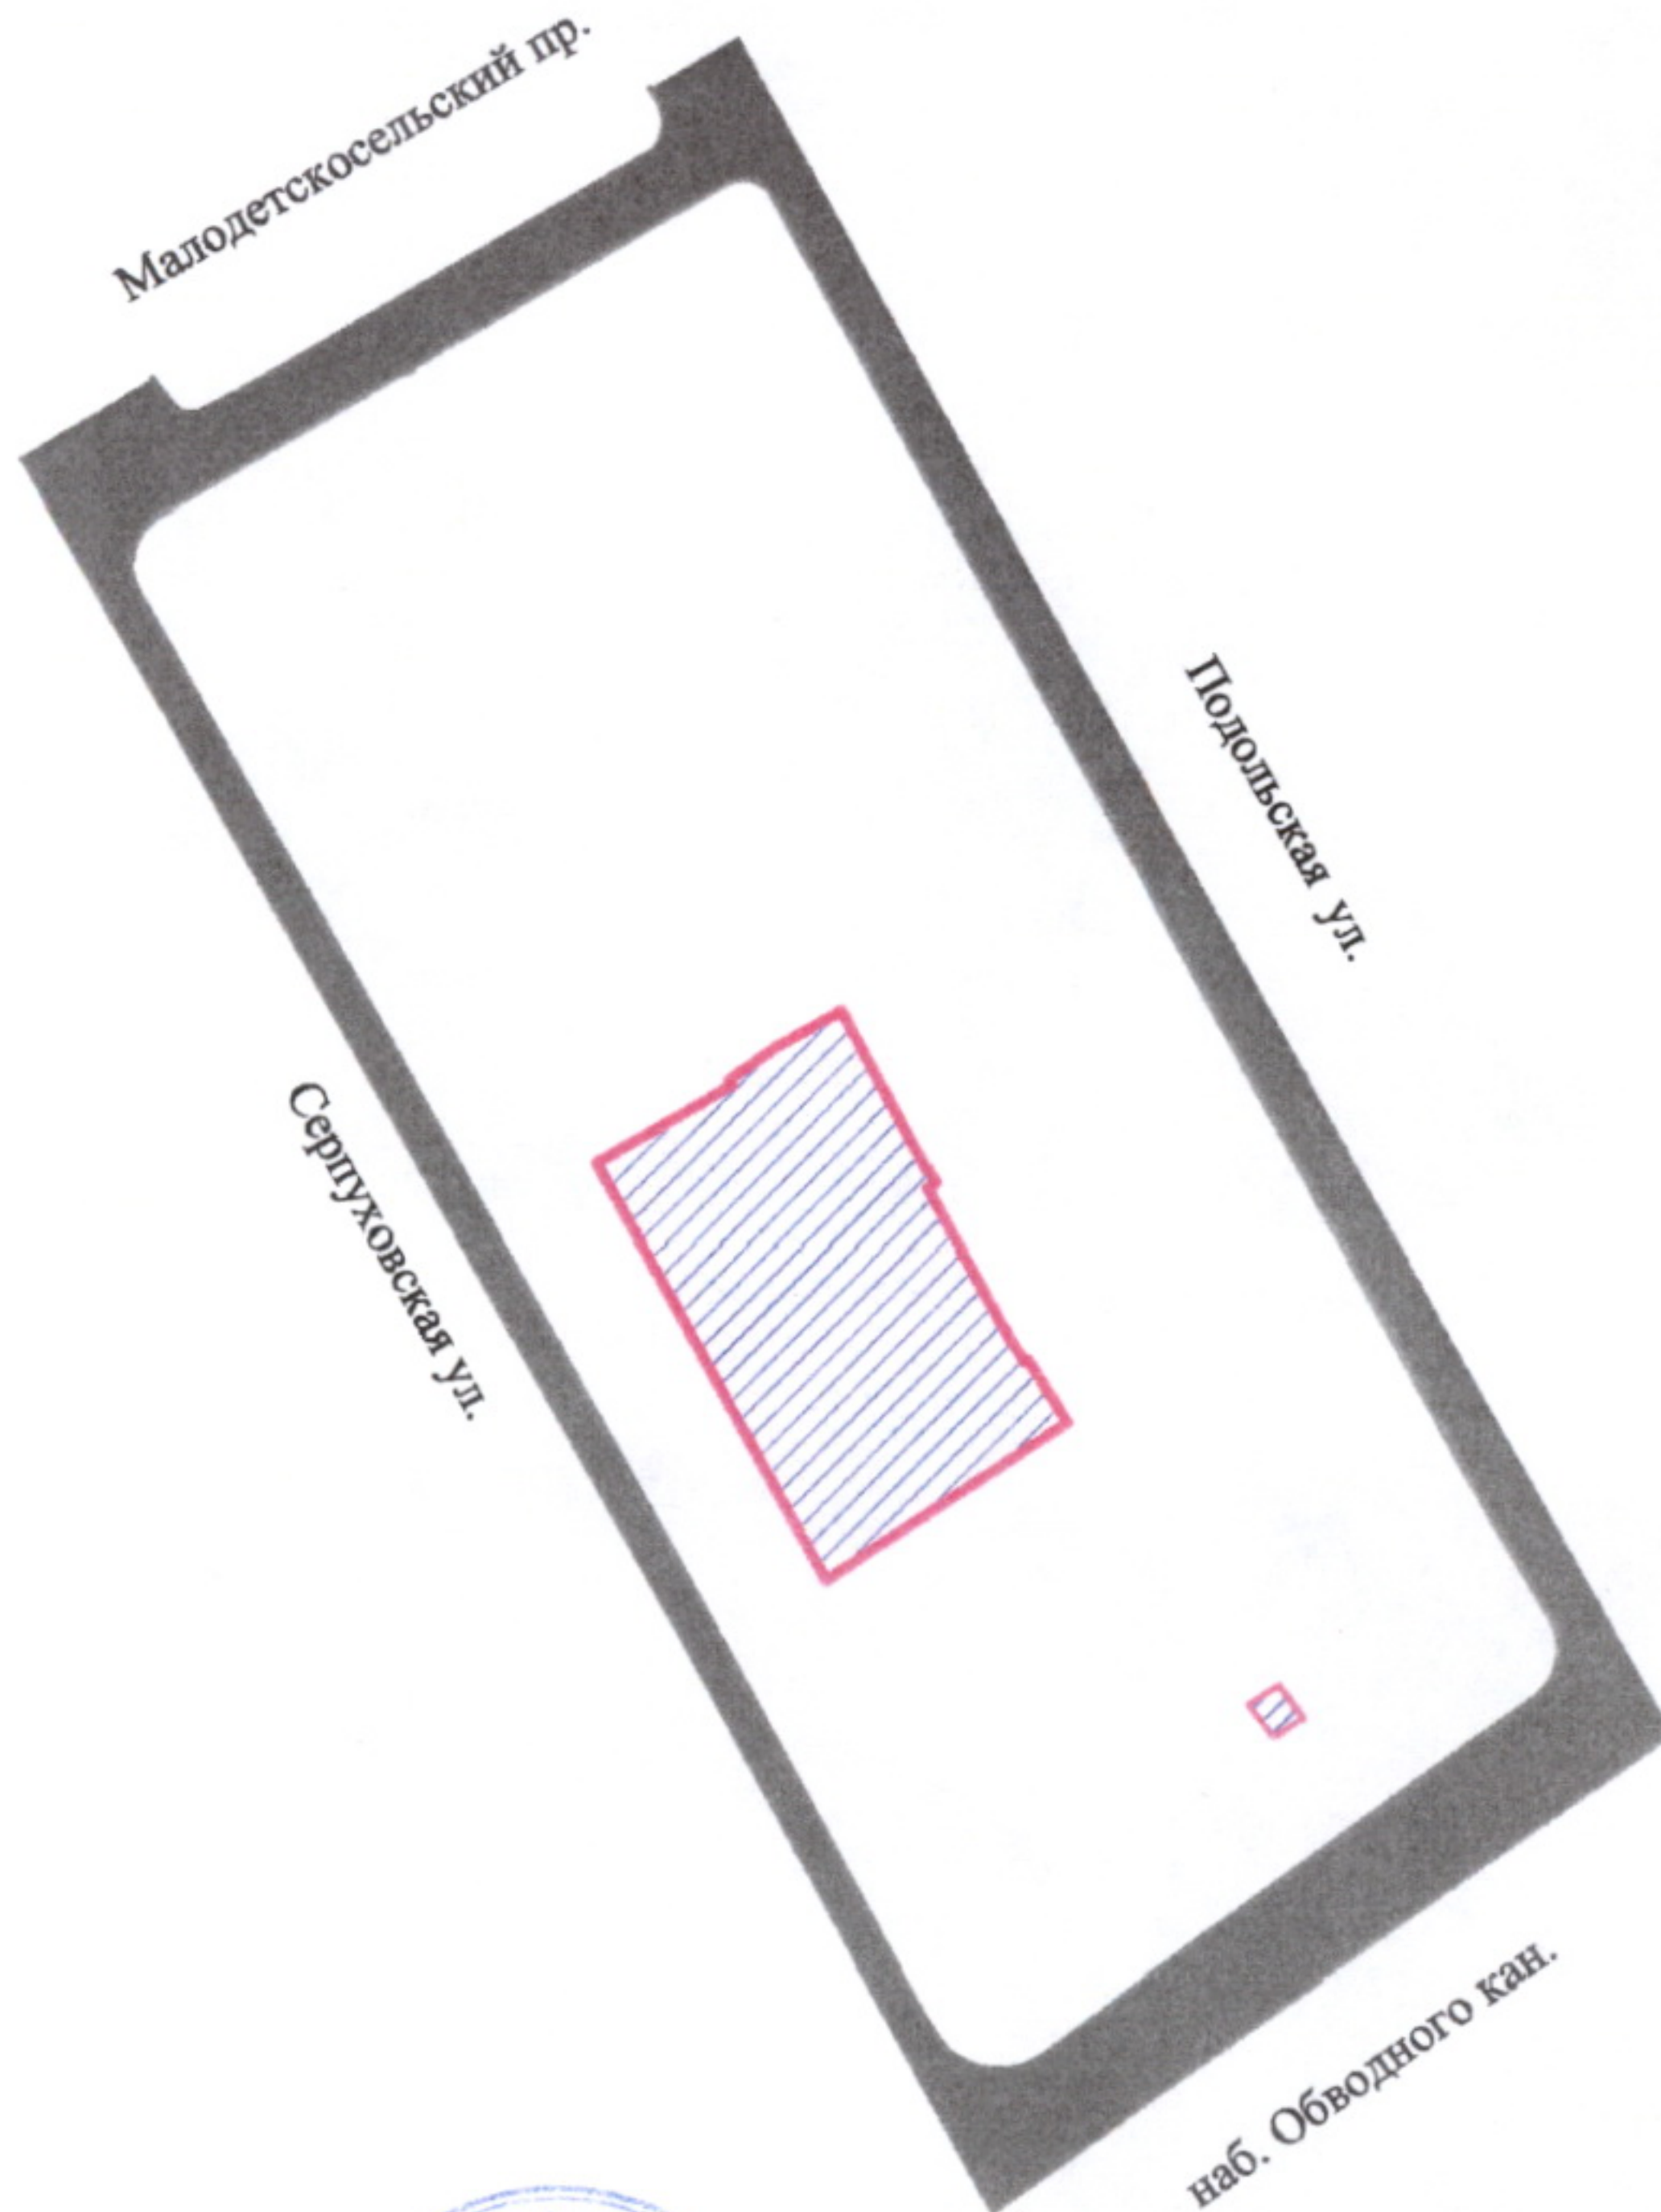 Малодетскосельский пр.
Подольская ул.
Серпуховская ул.
наб. Обводного кан.